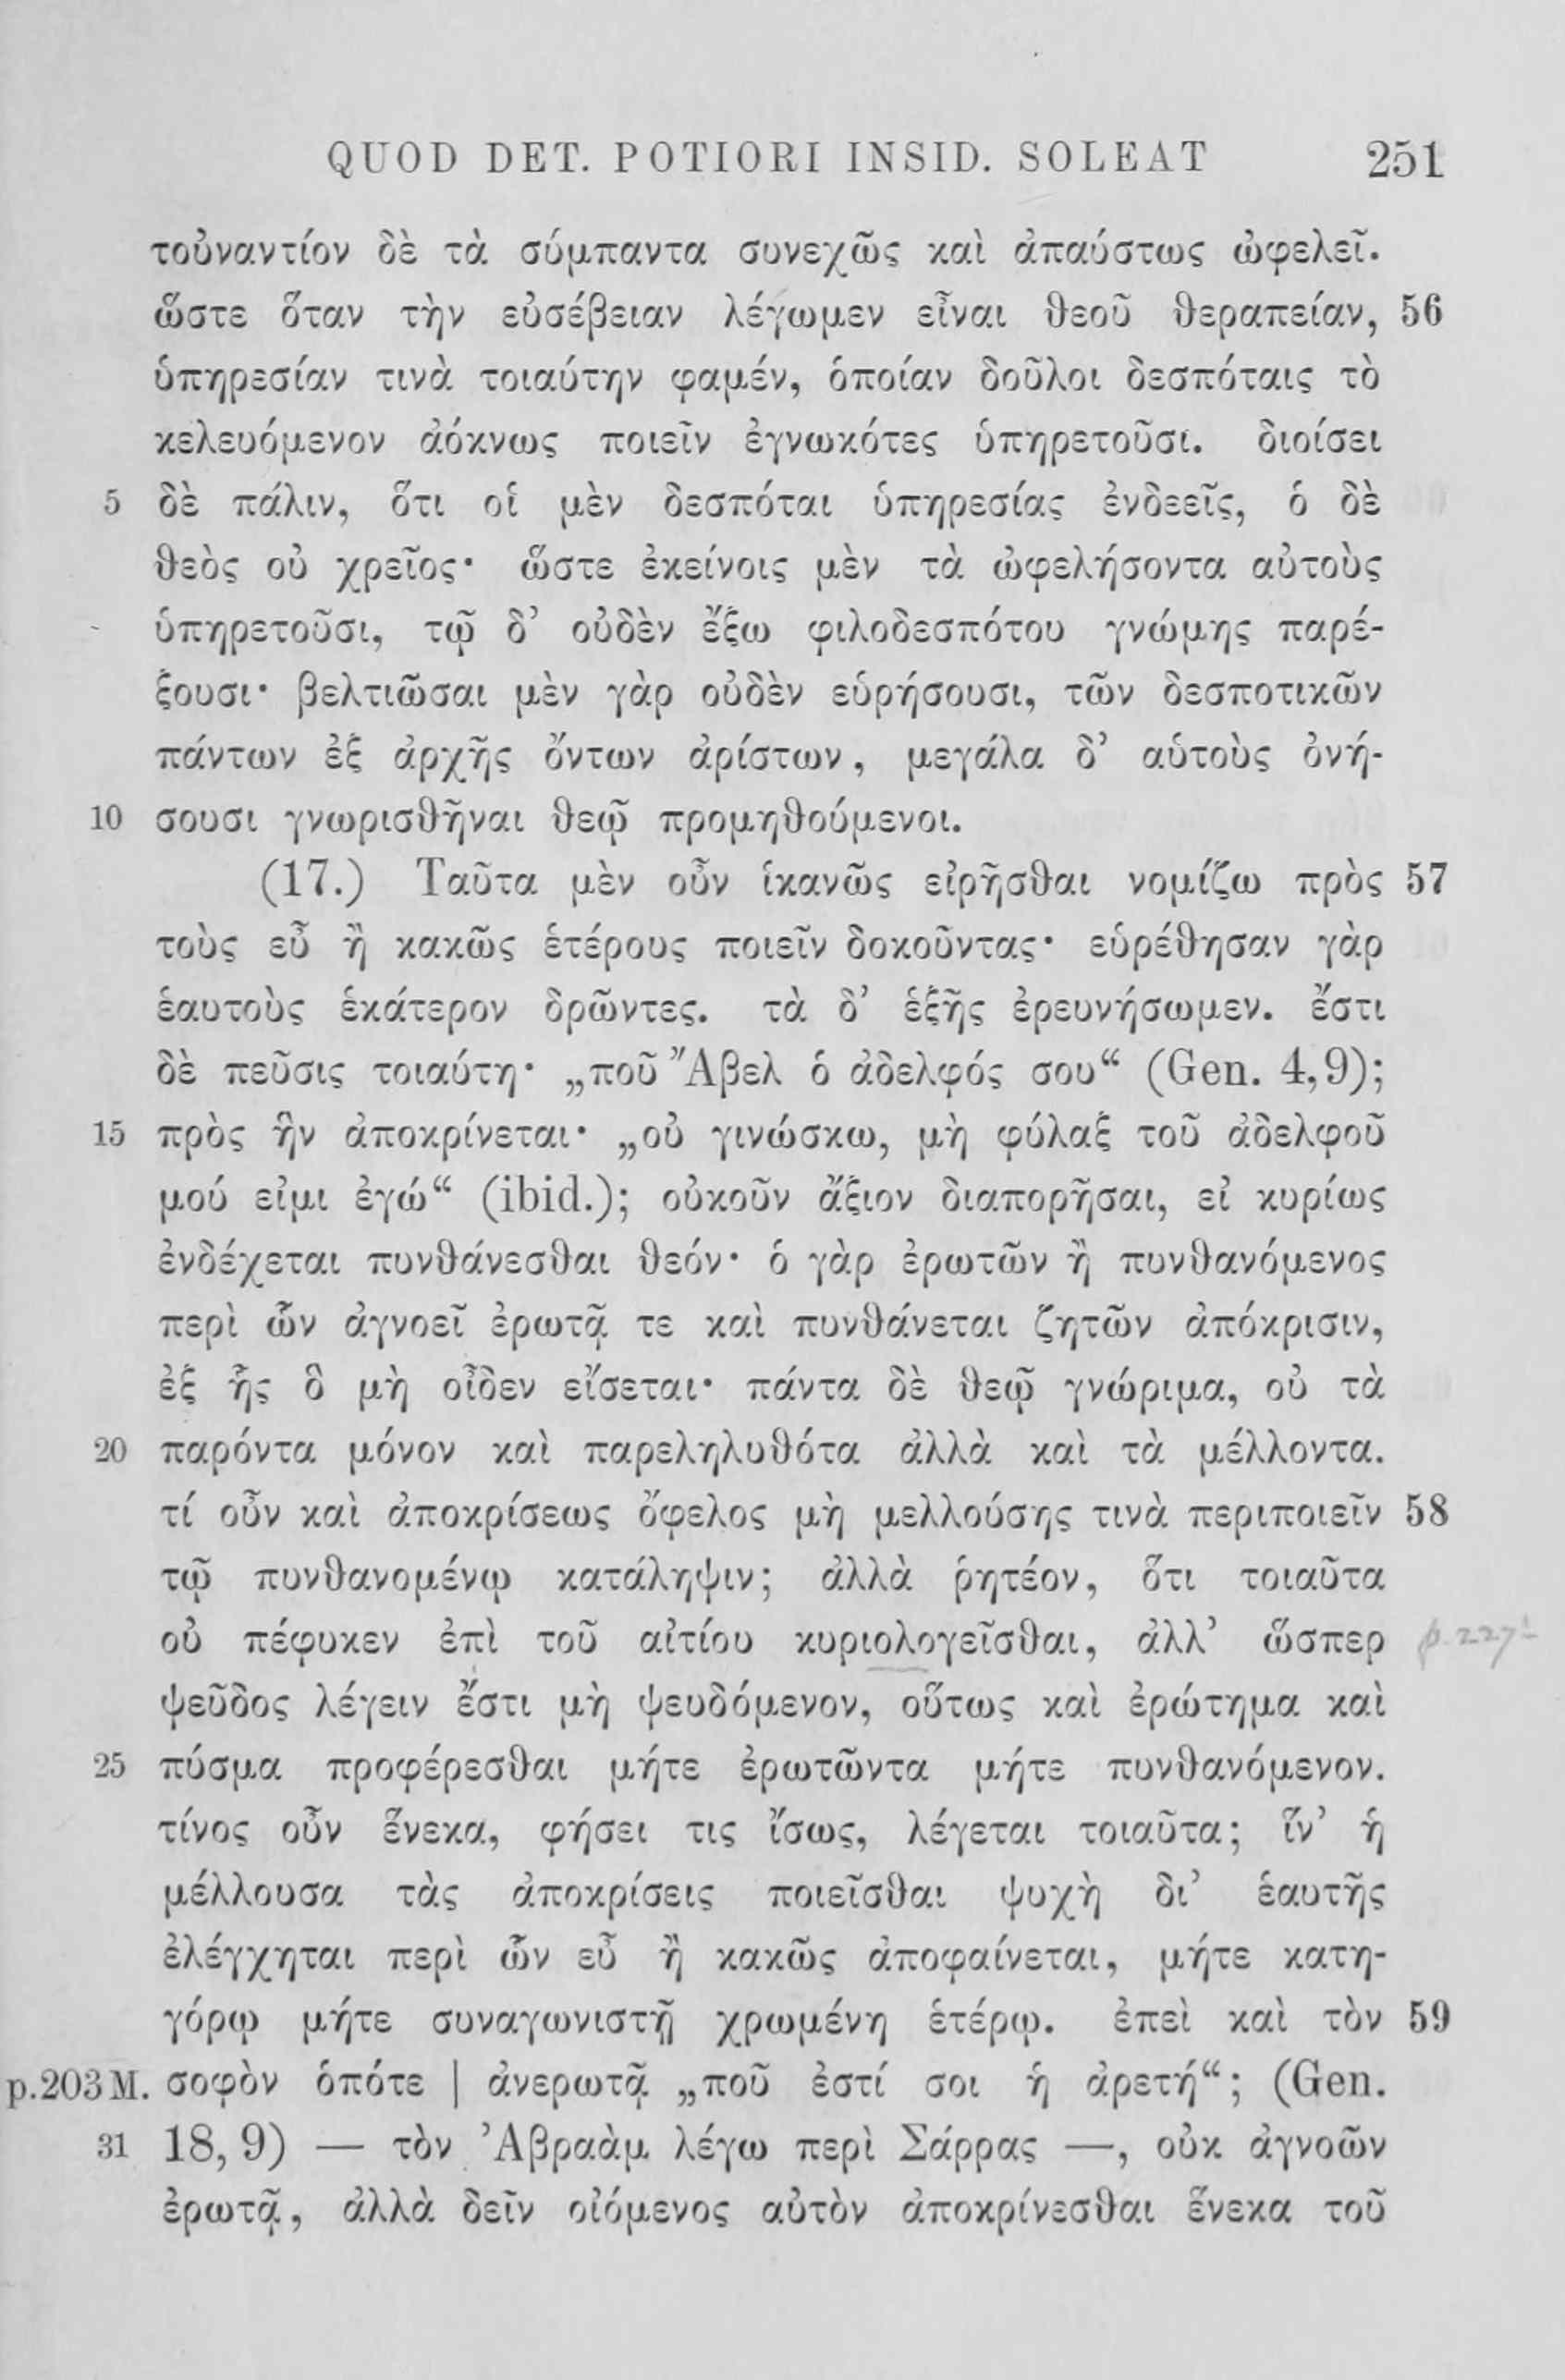 QUOD DET. POTIORI INSID. SOLEAT 251
τοὐναντίον δὲ τὰ σύμπαντα συνεχῶς καὶ ἀπαύστως ὠφελεῖ.
ὥστε ὅταν τὴν εὐσέβειαν λέγωμεν εἶναι θεοῦ θεραπείαν, 56
ὑπηρεσίαν τινὰ τοιαύτην φαμέν, ὁποίαν δοῦλοι δεσπόταις τὸ
κελευόμενον ἀόκνως ποιεῖν ἐγνωκότες ὑπηρετοῦσι. διοίσει
5 δὲ πάλιν, ὅτι οἱ μὲν δεσπόται ὑπηρεσίας ἐνδεεῖς, ὁ δὲ
θεὸς οὐ χρεῖος· ὥστε ἐκείνοις μὲν τὰ ὠφελήσοντα αὐτοὺς
ὑπηρετοῦσι, τῷ δ’ οὐδὲν ἔξω φιλοδεσπότου γνώμης παρέ-
ξουσι· βελτιῶσαι μὲν γὰρ οὐδὲν εὑρήσουσι, τῶν δεσποτικῶν
πάντων ἐξ ἀρχῆς ὄντων ἀρίστων, μεγάλα δ’ αὑτοὺς ὀνή-
10 σουσι γνωρισθῆναι θεῷ προμηθούμενοι.
(17.) Ταῦτα μὲν οὖν ἱκανῶς εἰρῆσθαι νομίζω πρὸς 57
τοὺς εὖ ἢ κακῶς ἑτέρους ποιεῖν δοκοῦντας· εὑρέθησαν γὰρ
ἑαυτοὺς ἑκάτερον δρῶντες. τὰ δ’ ἑξῆς ἐρευνήσωμεν. ἔστι
δὲ πεῦσις τοιαύτη· „ποῦ Ἄβελ ὁ ἀδελφός σου“ (Gen. 4,9);
15 πρὸς ἣν ἀποκρίνεται· „οὐ γινώσκω, μὴ φύλαξ τοῦ ἀδελφοῦ
μού εἰμι ἐγώ“ (ibid.); οὐκοῦν ἄξιον διαπορῆσαι, εἰ κυρίως
ἐνδέχεται πυνθάνεσθαι θεόν· ὁ γὰρ ἐρωτῶν ἢ πυνθανόμενος
περὶ ὧν ἀγνοεῖ ἐρωτᾷ τε καὶ πυνθάνεται ζητῶν ἀπόκρισιν,
ἐξ ἧς ὃ μὴ οἶδεν εἴσεται· πάντα δὲ θεῷ γνώριμα, οὐ τὰ
20 παρόντα μόνον καὶ παρεληλυθότα ἀλλὰ καὶ τὰ μέλλοντα.
τί οὖν καὶ ἀποκρίσεως ὄφελος μὴ μελλούσης τινὰ περιποιεῖν 58
τῷ πυνθανομένῳ κατάληψιν; ἀλλὰ ῥητέον, ὅτι τοιαῦτα
οὐ πέφυκεν ἐπὶ τοῦ αἰτίου κυριολογεῖσθαι, ἀλλ’ ὥσπερ p. 227
ψεῦδος λέγειν ἔστι μὴ ψευδόμενον, οὕτως καὶ ἐρώτημα καὶ
25 πύσμα προφέρεσθαι μήτε ἐρωτῶντα μήτε πυνθανόμενον.
τίνος οὖν ἕνεκα, φήσει τις ἴσως, λέγεται τοιαῦτα; ἵν’ ἡ
μέλλουσα τὰς ἀποκρίσεις ποιεῖσθαι ψυχὴ δι’ ἑαυτῆς
ἐλέγχηται περὶ ὧν εὖ ἢ κακῶς ἀποφαίνεται, μήτε κατη-
γόρῳ μήτε συναγωνιστῇ χρωμένη ἑτέρῳ. ἐπεὶ καὶ τὸν 59
p.203 M. σοφὸν ὁπότε | ἀνερωτᾷ „ποῦ ἐστί σοι ἡ ἀρετή“; (Gen.
31 18, 9) — τὸν Ἀβραὰμ λέγω περὶ Σάρρας —, οὐκ ἀγνοῶν
ἐρωτᾷ, ἀλλὰ δεῖν οἰόμενος αὐτὸν ἀποκρίνεσθαι ἕνεκα τοῦ